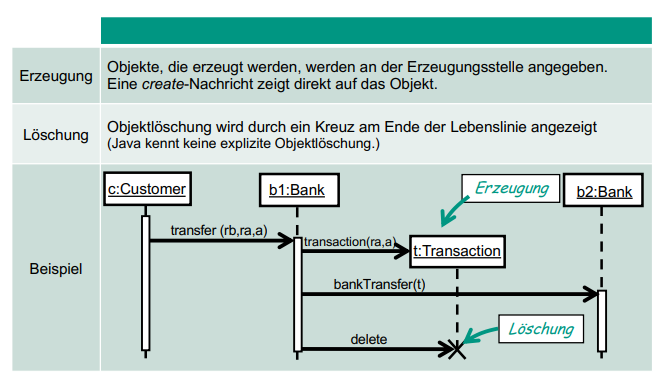 Erzeugung
Objekte, die erzeugt werden, werden an der Erzeugungsstelle angegeben.
Eine create-Nachricht zeigt direkt auf das Objekt.
Löschung
Objektlöschung wird durch ein Kreuz am Ende der Lebenslinie angezeigt
(Java kennt keine explizite Objektlöschung.)
Beispiel
c:Customer
b1:Bank
Erzeugung
b2:Bank
transfer (rb,ra,a)
transaction(ra,a)
t:Transaction
bankTransfer(t)
Löschung
delete